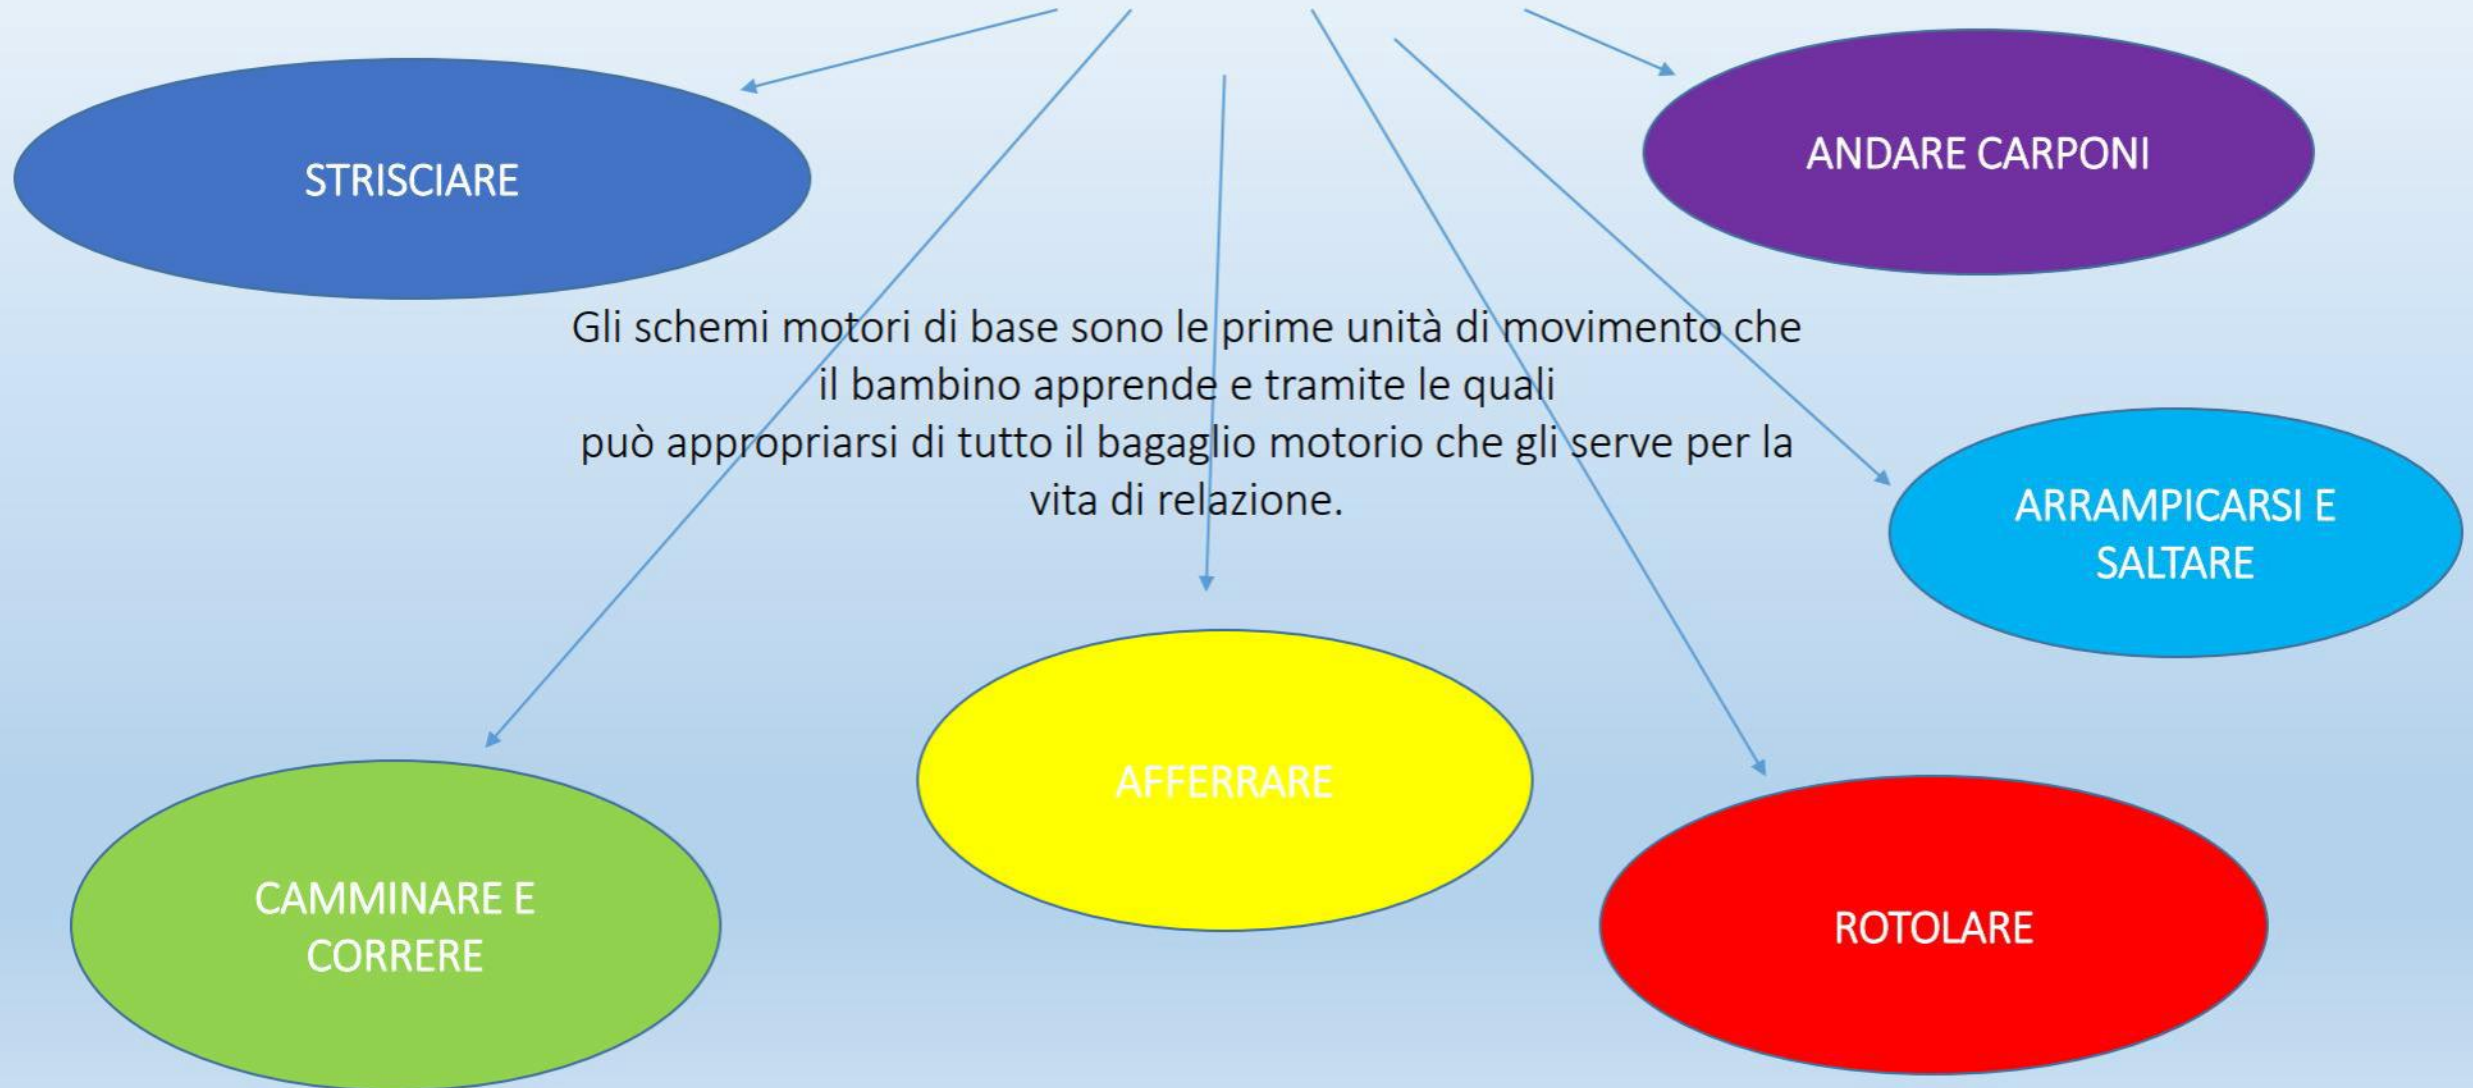 STRISCIARE
ANDARE CARPONI
Gli schemi motori di base sono le prime unità di movimento che
il bambino apprende e tramite le quali
può appropriarsi di tutto il bagaglio motorio che gli serve per la
vita di relazione.
ARRAMPICARSI E
SALTARE
AFFERRARE
CAMMINARE E
CORRERE
ROTOLARE